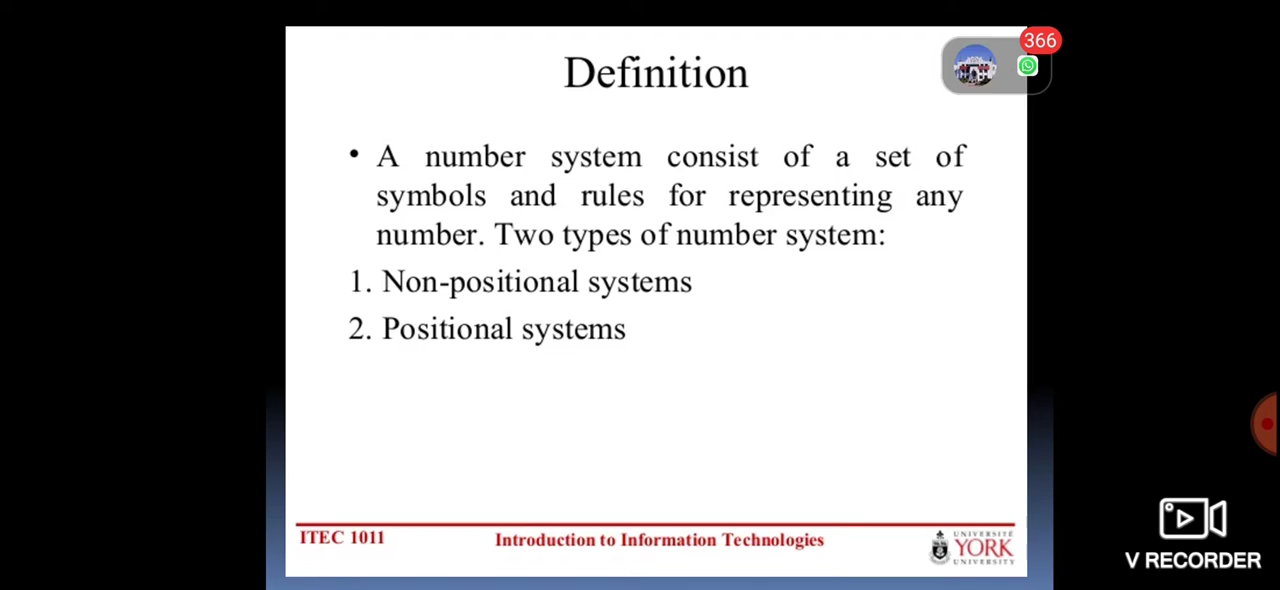 366
Definition
• A number system consist of a set of
symbols and rules for representing any
number. Two types of number system:
1. Non-positional systems
2. Positional systems
ITEC 1011
Introduction to Information Technologies
UNIVERSITÉ
YORK
UNIVERSITY
V RECORDER